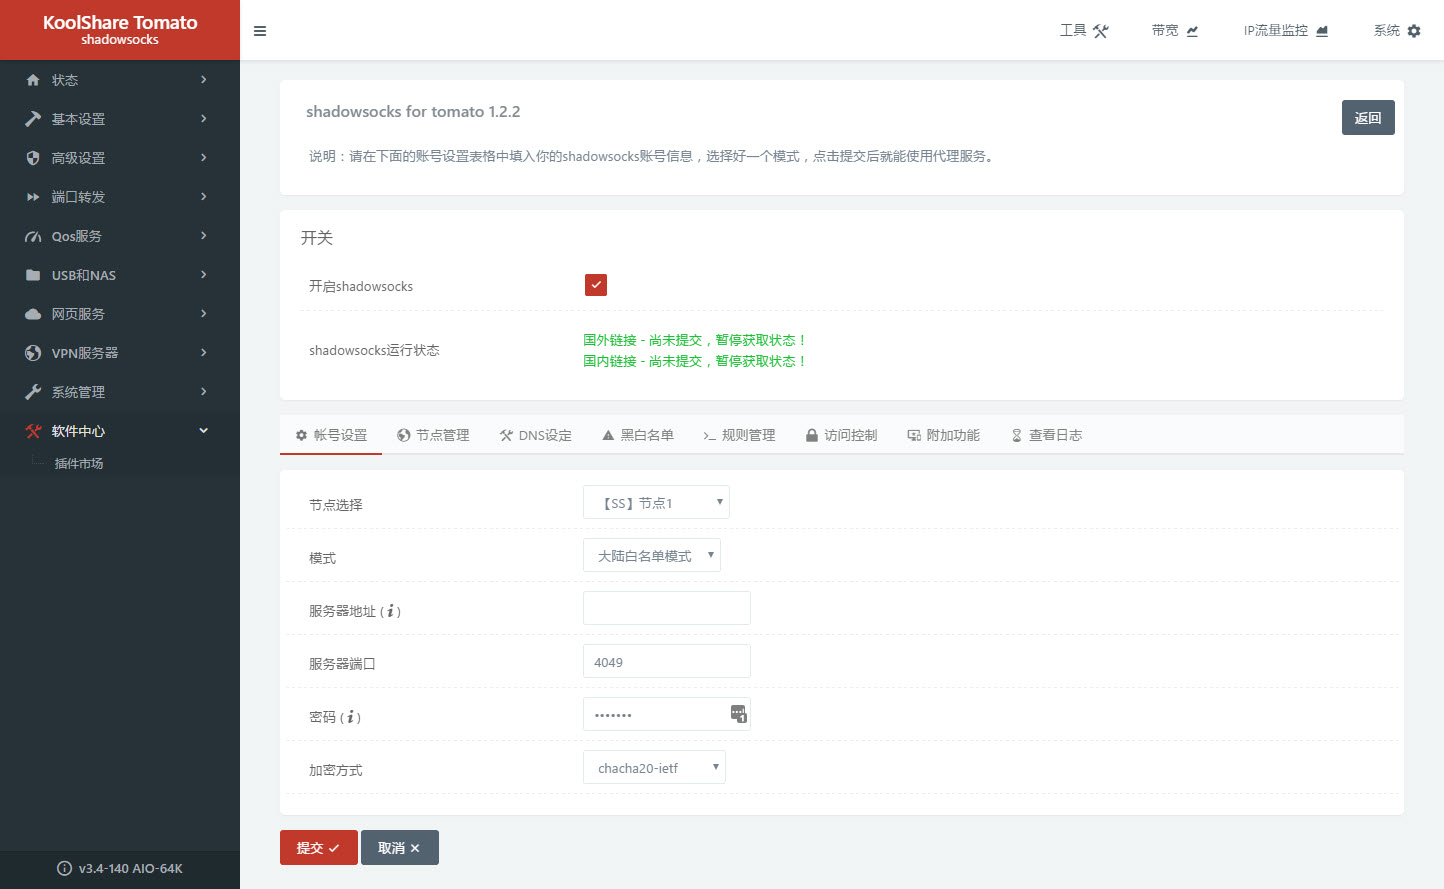 KoolShare Tomato
shadowsocks
工具
带宽
IP流量监控
系统
状态
基本设置
高级设置
端口转发
Qos服务
USB和NAS
网页服务
VPN服务器
系统管理
软件中心
插件市场
v3.4-140 AIO-64K
shadowsocks for tomato 1.2.2
返回
说明：请在下面的账号设置表格中填入你的shadowsocks账号信息，选择好一个模式，点击提交后就能使用代理服务。
开关
开启shadowsocks
shadowsocks运行状态
国外链接 - 尚未提交，暂停获取状态！
国内链接 - 尚未提交，暂停获取状态！
帐号设置
节点管理
DNS设定
黑白名单
规则管理
访问控制
附加功能
查看日志
节点选择
【SS】节点1
模式
大陆白名单模式
服务器地址 ( i )
服务器端口
4049
密码 ( i )
•••••••
1
加密方式
chacha20-ietf
提交
取消